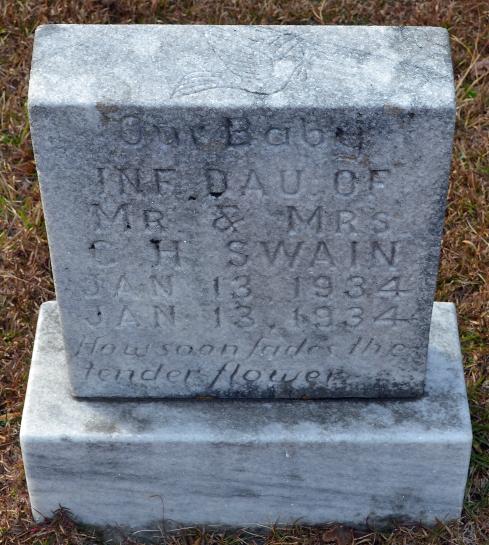 Our Baby
INF. DAU. OF
MR. & MRS.
C. H. SWAIN
JAN. 13, 1934
JAN. 13, 1934
How soon fades the
tender flower